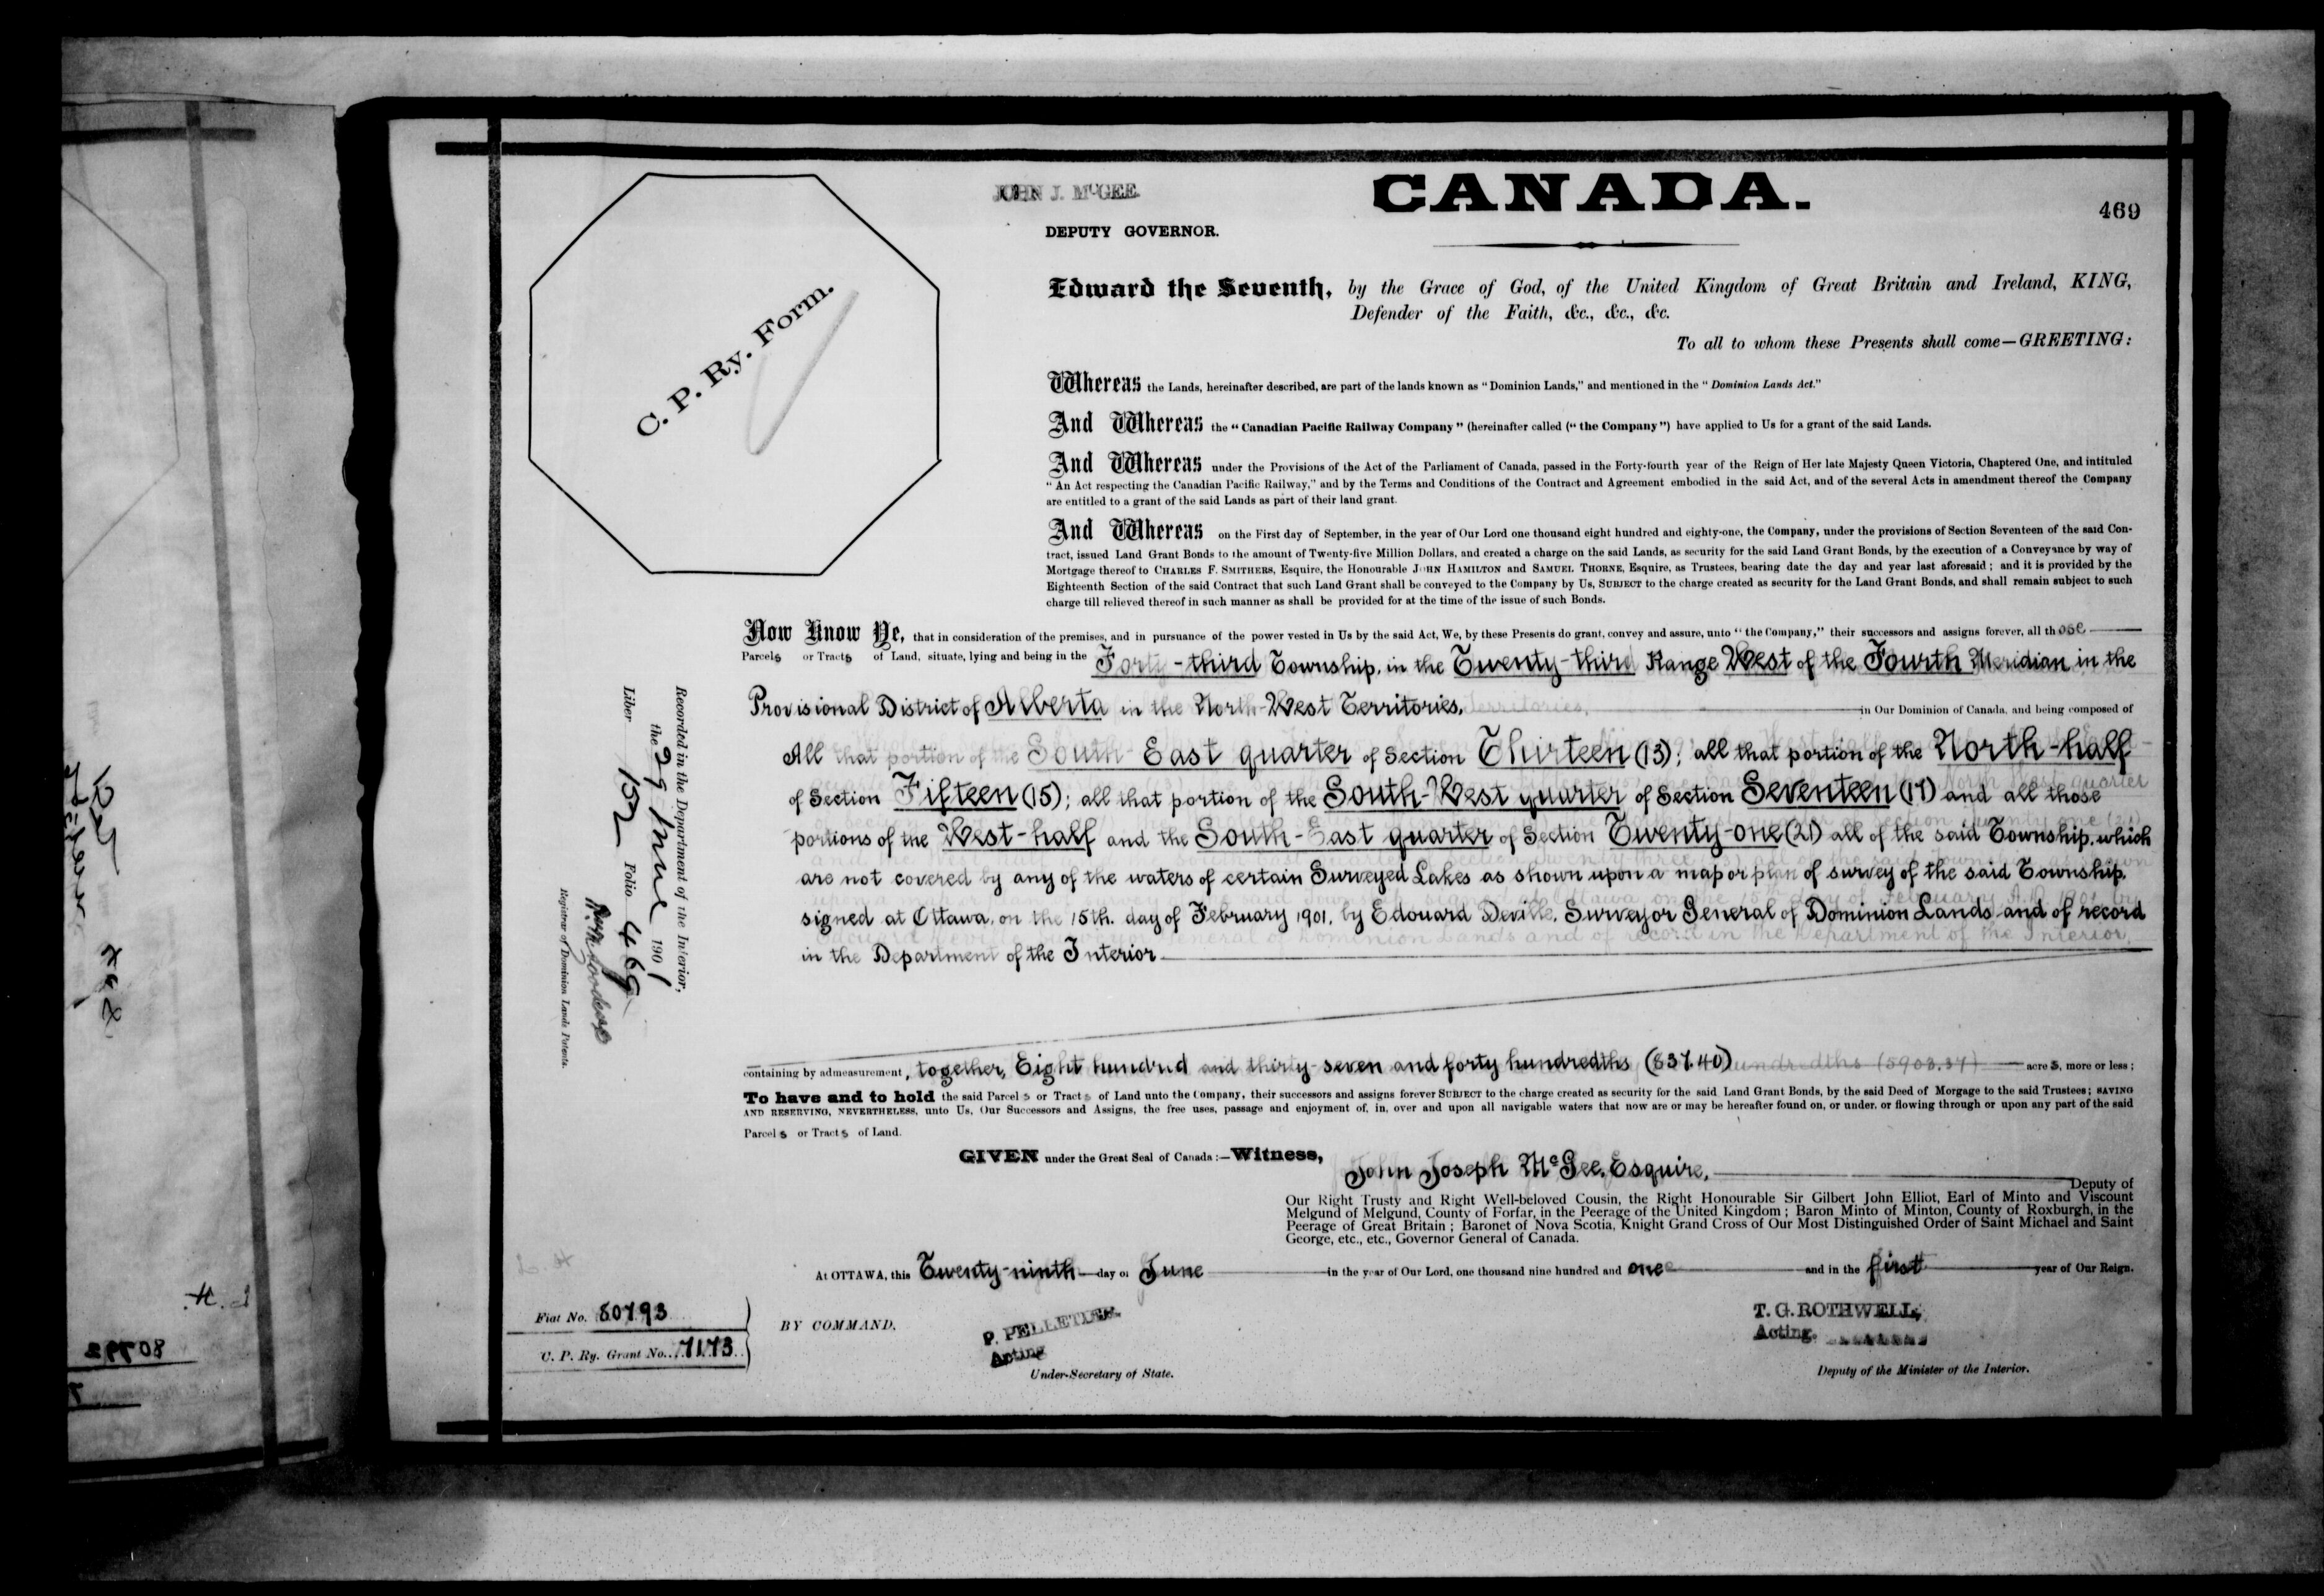 JOHN J. McGEE.
DEPUTY GOVERNOR.
CANADA.
469
C. P. Ry. Form.
Edward the Seventh, by the Grace of God, of the United Kingdom of Great Britain and Ireland, KING,
Defender of the Faith, &c., &c., &c.
To all to whom these Presents shall come—GREETING:
Whereas the Lands, hereinafter described, are part of the lands known as "Dominion Lands," and mentioned in the "Dominion Lands Act."
And Whereas the "Canadian Pacific Railway Company" (hereinafter called ("the Company") have applied to Us for a grant of the said Lands.
And Whereas under the Provisions of the Act of the Parliament of Canada, passed in the Forty-fourth year of the Reign of Her late Majesty Queen Victoria, Chaptered One, and intituled
"An Act respecting the Canadian Pacific Railway," and by the Terms and Conditions of the Contract and Agreement embodied in the said Act, and of the several Acts in amendment thereof the Company
are entitled to a grant of the said Lands as part of their land grant.
And Whereas on the First day of September, in the year of Our Lord one thousand eight hundred and eighty-one, the Company, under the provisions of Section Seventeen of the said Con-
tract, issued Land Grant Bonds to the amount of Twenty-five Million Dollars, and created a charge on the said Lands, as security for the said Land Grant Bonds, by the execution of a Conveyance by way of
Mortgage thereof to CHARLES F. SMITHERS, Esquire, the Honourable JOHN HAMILTON and SAMUEL THORNE, Esquire, as Trustees, bearing date the day and year last aforesaid; and it is provided by the
Eighteenth Section of the said Contract that such Land Grant shall be conveyed to the Company by Us, SUBJECT to the charge created as security for the Land Grant Bonds, and shall remain subject to such
charge till relieved thereof in such manner as shall be provided for at the time of the issue of such Bonds.
Now Know Ye, that in consideration of the premises, and in pursuance of the power vested in Us by the said Act, We, by these Presents do grant, convey and assure, unto "the Company," their successors and assigns forever, all those
Parcels or Tracts of Land, situate, lying and being in the Forty-third Township, in the Twenty-third Range West of the Fourth Meridian, in the
Provisional District of Alberta in the North-West Territories, in Our Dominion of Canada, and being composed of
All that portion of the South East quarter of Section Thirteen (13); all that portion of the North-half
of Section Fifteen (15); all that portion of the South-West quarter of Section Seventeen (17) and all those
portions of the West-half and the South-East quarter of Section Twenty-one (21) all of the said Township, which
are not covered by any of the waters of certain Surveyed Lakes as shown upon a map or plan of survey of the said Township,
signed at Ottawa, on the 15th. day of February 1901, by Edouard Deville, Surveyor General of Dominion Lands and of record
in the Department of the Interior
containing by admeasurement, together, Eight hundred and thirty-seven and forty hundredths (837.40) acres, more or less;
To have and to hold the said Parcels or Tracts of Land unto the Company, their successors and assigns forever SUBJECT to the charge created as security for the said Land Grant Bonds, by the said Deed of Morgage to the said Trustees; SAVING
AND RESERVING, NEVERTHELESS, unto Us, Our Successors and Assigns, the free uses, passage and enjoyment of, in, over and upon all navigable waters that now are or may be hereafter found on, or under, or flowing through or upon any part of the said
Parcels or Tracts of Land.
GIVEN under the Great Seal of Canada:—Witness,
John Joseph McGee, Esquire,
Deputy of
Our Right Trusty and Right Well-beloved Cousin, the Right Honourable Sir Gilbert John Elliot, Earl of Minto and Viscount
Melgund of Melgund, County of Forfar, in the Peerage of the United Kingdom; Baron Minto of Minton, County of Roxburgh, in the
Peerage of Great Britain; Baronet of Nova Scotia, Knight Grand Cross of Our Most Distinguished Order of Saint Michael and Saint
George, etc., etc., Governor General of Canada.
At OTTAWA, this Twenty-ninth day of June in the year of Our Lord, one thousand nine hundred and one and in the first year of Our Reign.
BY COMMAND,
P. PELLETIER.
Acting
Under-Secretary of State.
T. G. ROTHWELL,
Acting
Deputy of the Minister of the Interior.
Fiat No. 80793
C. P. Ry. Grant No. 7173
Recorded in the Department of the Interior,
the 29 June 1901
Liber 152 Folio 469
Registrar of Dominion Lands Patents.